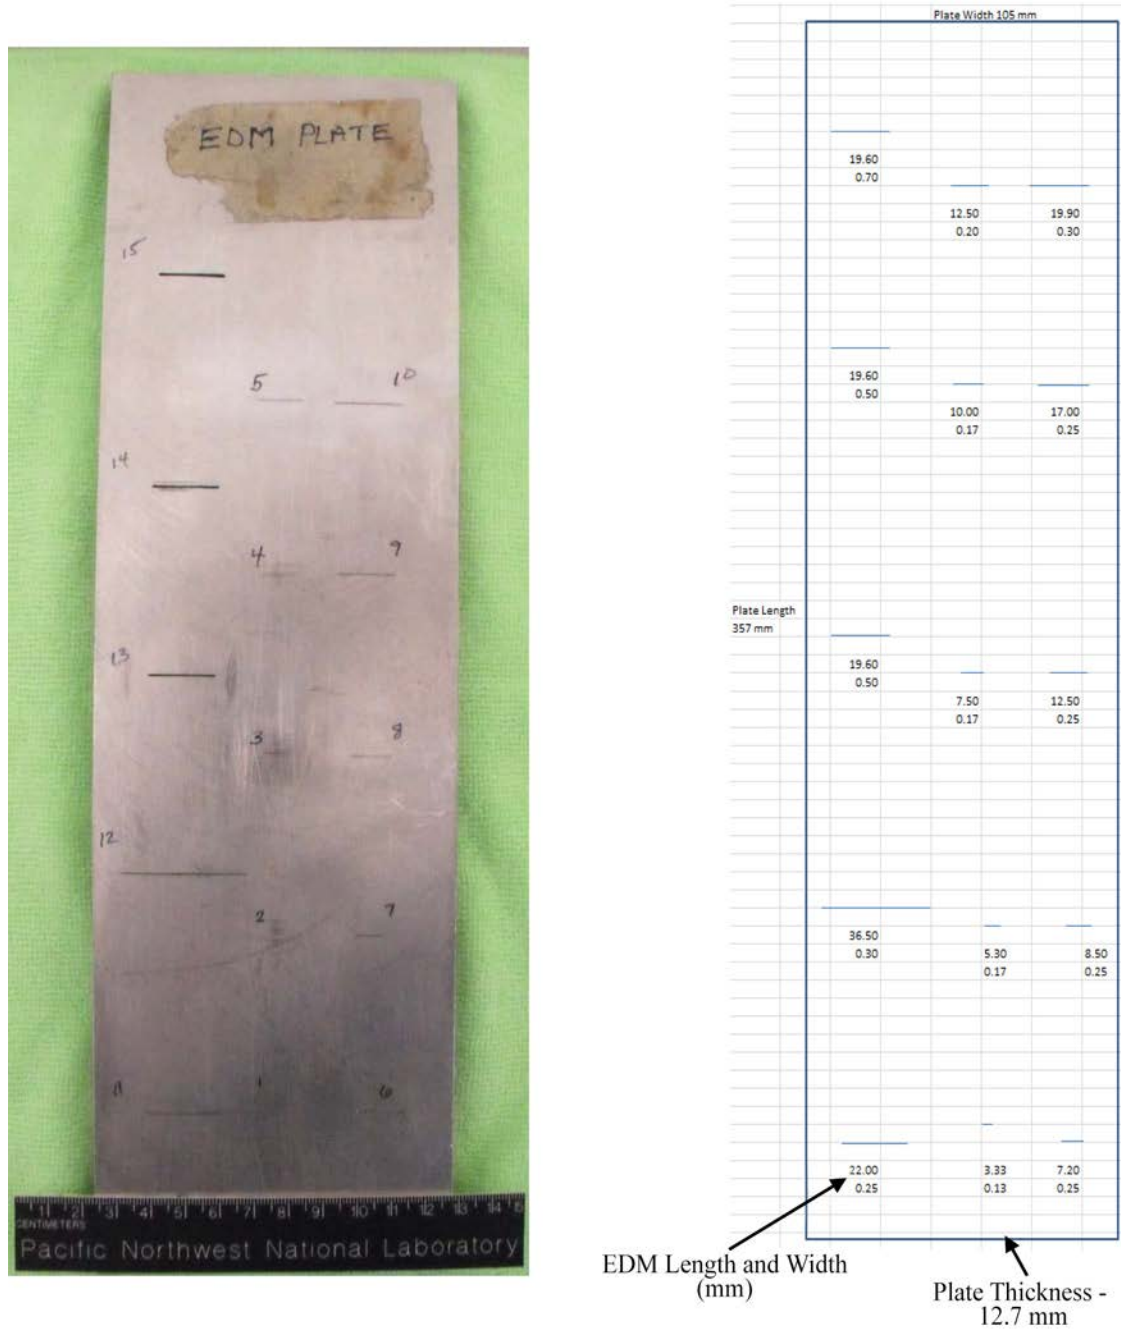 EDM PLATE
15
5
10
14
4
9
13
3
8
12
2
7
1
6
1 2 3 4 5 6 7 8 9 10 11 12 13 14
CENTIMETERS
Pacific Northwest National Laboratory
Plate Width 105 mm
19.60
0.70
12.50 19.90
0.20 0.30
19.60
0.50
10.00 17.00
0.17 0.25
Plate Length
357 mm
19.60
0.50
7.50 12.50
0.17 0.25
36.50
0.30 5.30 8.50
0.17 0.25
22.00 3.33 7.20
0.25 0.13 0.25
EDM Length and Width
(mm)
Plate Thickness -
12.7 mm